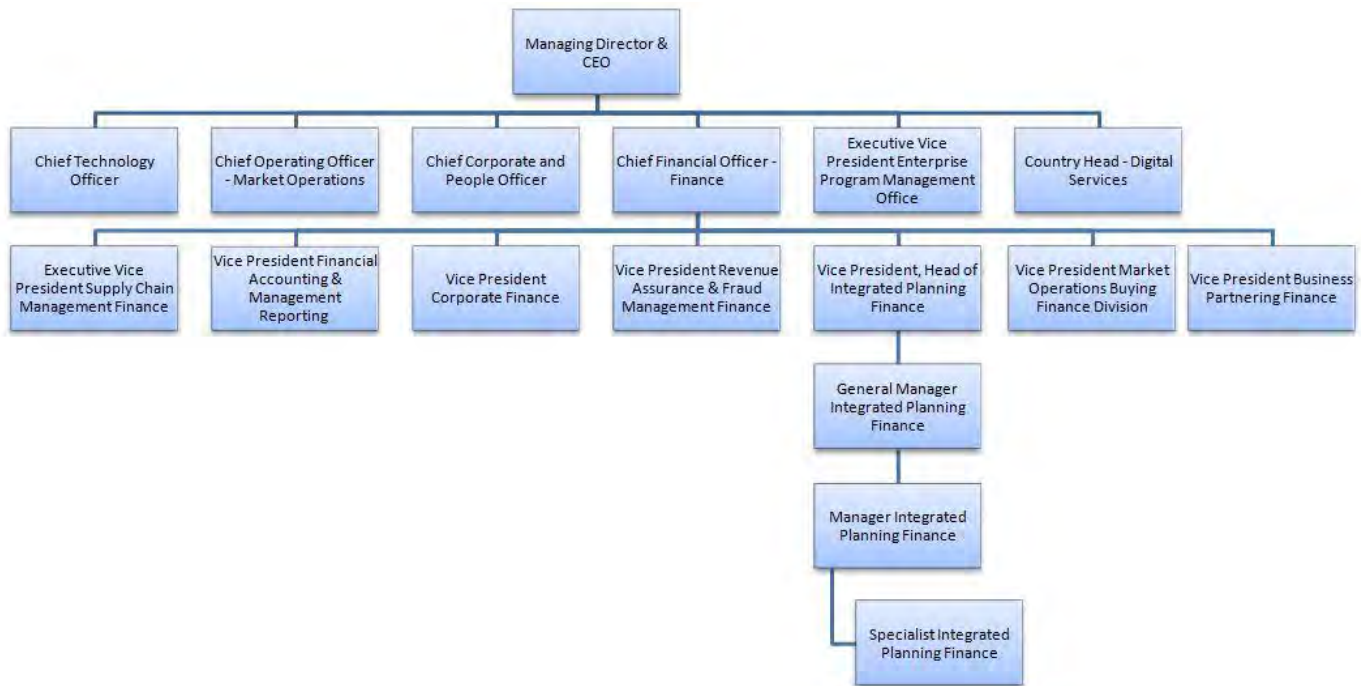 Managing Director &
CEO
Chief Technology
Officer
Chief Operating Officer
- Market Operations
Chief Corporate and
People Officer
Chief Financial Officer -
Finance
Executive Vice
President Enterprise
Program Management
Office
Country Head - Digital
Services
Executive Vice
President Supply Chain
Management Finance
Vice President Financial
Accounting &
Management
Reporting
Vice President
Corporate Finance
Vice President Revenue
Assurance & Fraud
Management Finance
Vice President, Head of
Integrated Planning
Finance
Vice President Market
Operations Buying
Finance Division
Vice President Business
Partnering Finance
General Manager
Integrated Planning
Finance
Manager Integrated
Planning Finance
Specialist Integrated
Planning Finance